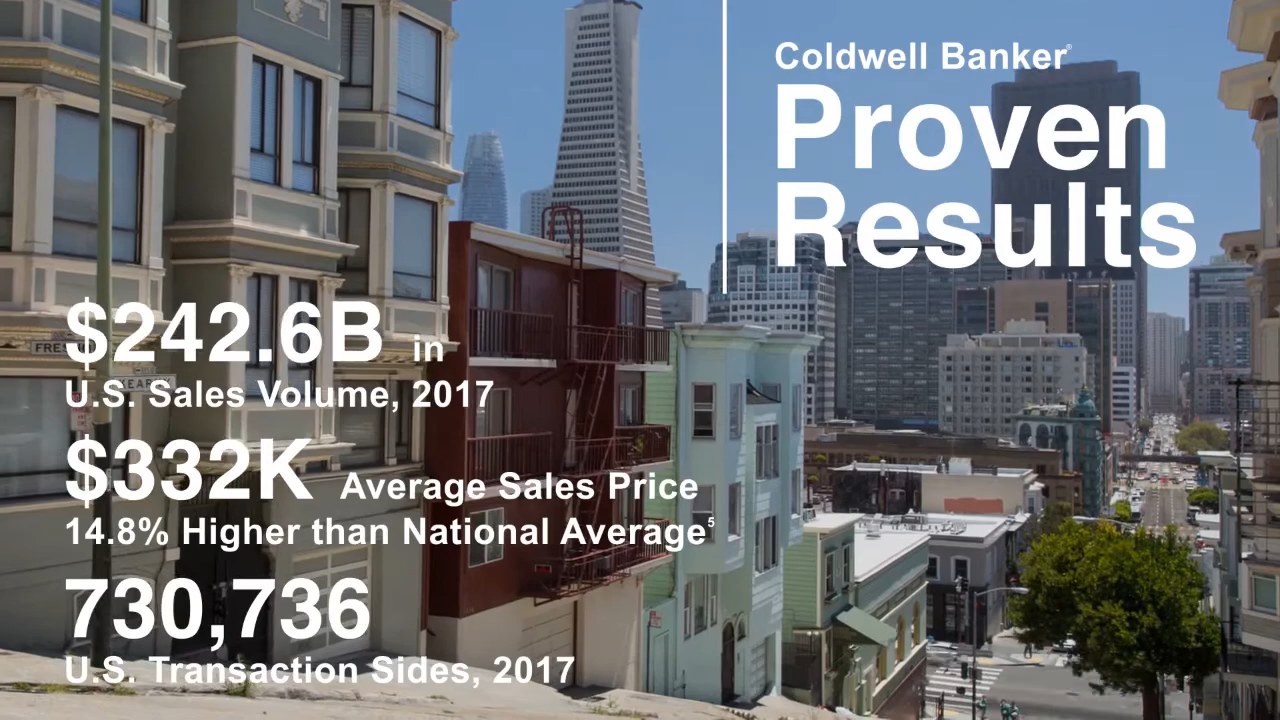 Coldwell Banker®
Proven
Results
$242.6B in
U.S. Sales Volume, 2017
$332K Average Sales Price
14.8% Higher than National Average⁵
730,736
U.S. Transaction Sides, 2017